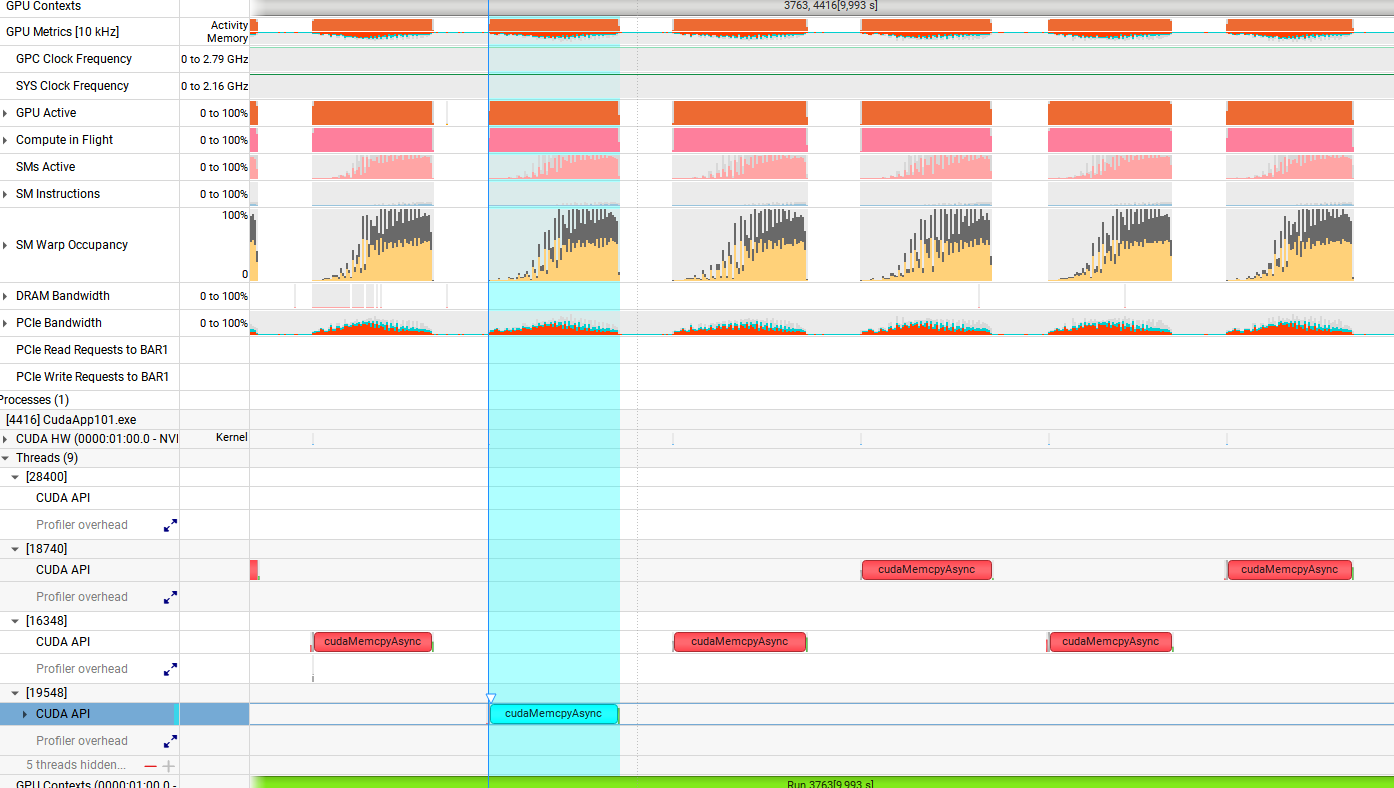 GPU Contexts
3763, 4416[9,993 s]
GPU Metrics [10 kHz]
Activity
Memory
GPC Clock Frequency 0 to 2.79 GHz
SYS Clock Frequency 0 to 2.16 GHz
GPU Active 0 to 100%
Compute in Flight 0 to 100%
SMs Active 0 to 100%
SM Instructions 0 to 100%
100%
SM Warp Occupancy
0
DRAM Bandwidth 0 to 100%
PCIe Bandwidth 0 to 100%
PCIe Read Requests to BAR1
PCIe Write Requests to BAR1
Processes (1)
[4416] CudaApp101.exe
CUDA HW (0000:01:00.0 - NVI Kernel
Threads (9)
[28400]
CUDA API
Profiler overhead
[18740]
CUDA API cudaMemcpyAsync cudaMemcpyAsync
Profiler overhead
[16348]
CUDA API cudaMemcpyAsync cudaMemcpyAsync cudaMemcpyAsync
Profiler overhead
[19548]
CUDA API cudaMemcpyAsync
Profiler overhead
5 threads hidden...
GPU Contexts (0000:01:00.0 - Run 3763[9,993 s]